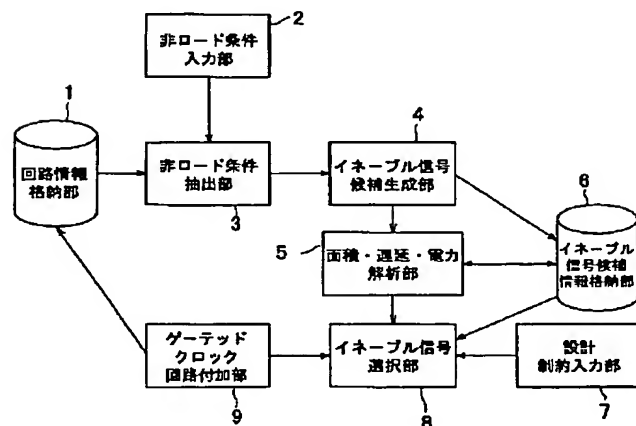 2
非ロード条件
入力部
1
回路情報
格納部
非ロード条件
抽出部
3
4
イネーブル信号
候補生成部
5
面積・遅延・電力
解析部
6
イネーブル
信号候補
情報格納部
ゲーテッド
クロック
回路付加部
9
イネーブル信号
選択部
8
設計
制約入力部
7